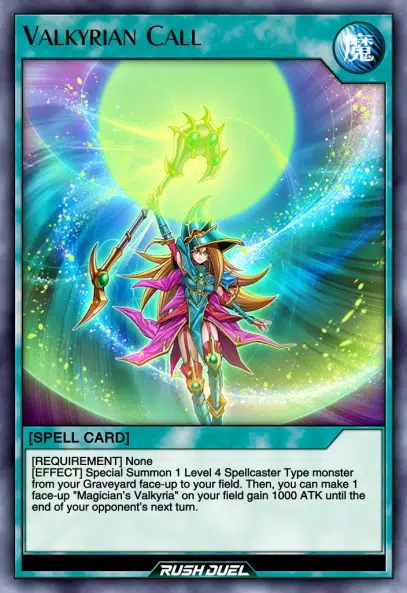 Valkyrian Call
魔
[SPELL CARD]
[REQUIREMENT] None
[EFFECT] Special Summon 1 Level 4 Spellcaster Type monster
from your Graveyard face-up to your field. Then, you can make 1
face-up "Magician's Valkyria" on your field gain 1000 ATK until the
end of your opponent's next turn.
RUSH DUEL